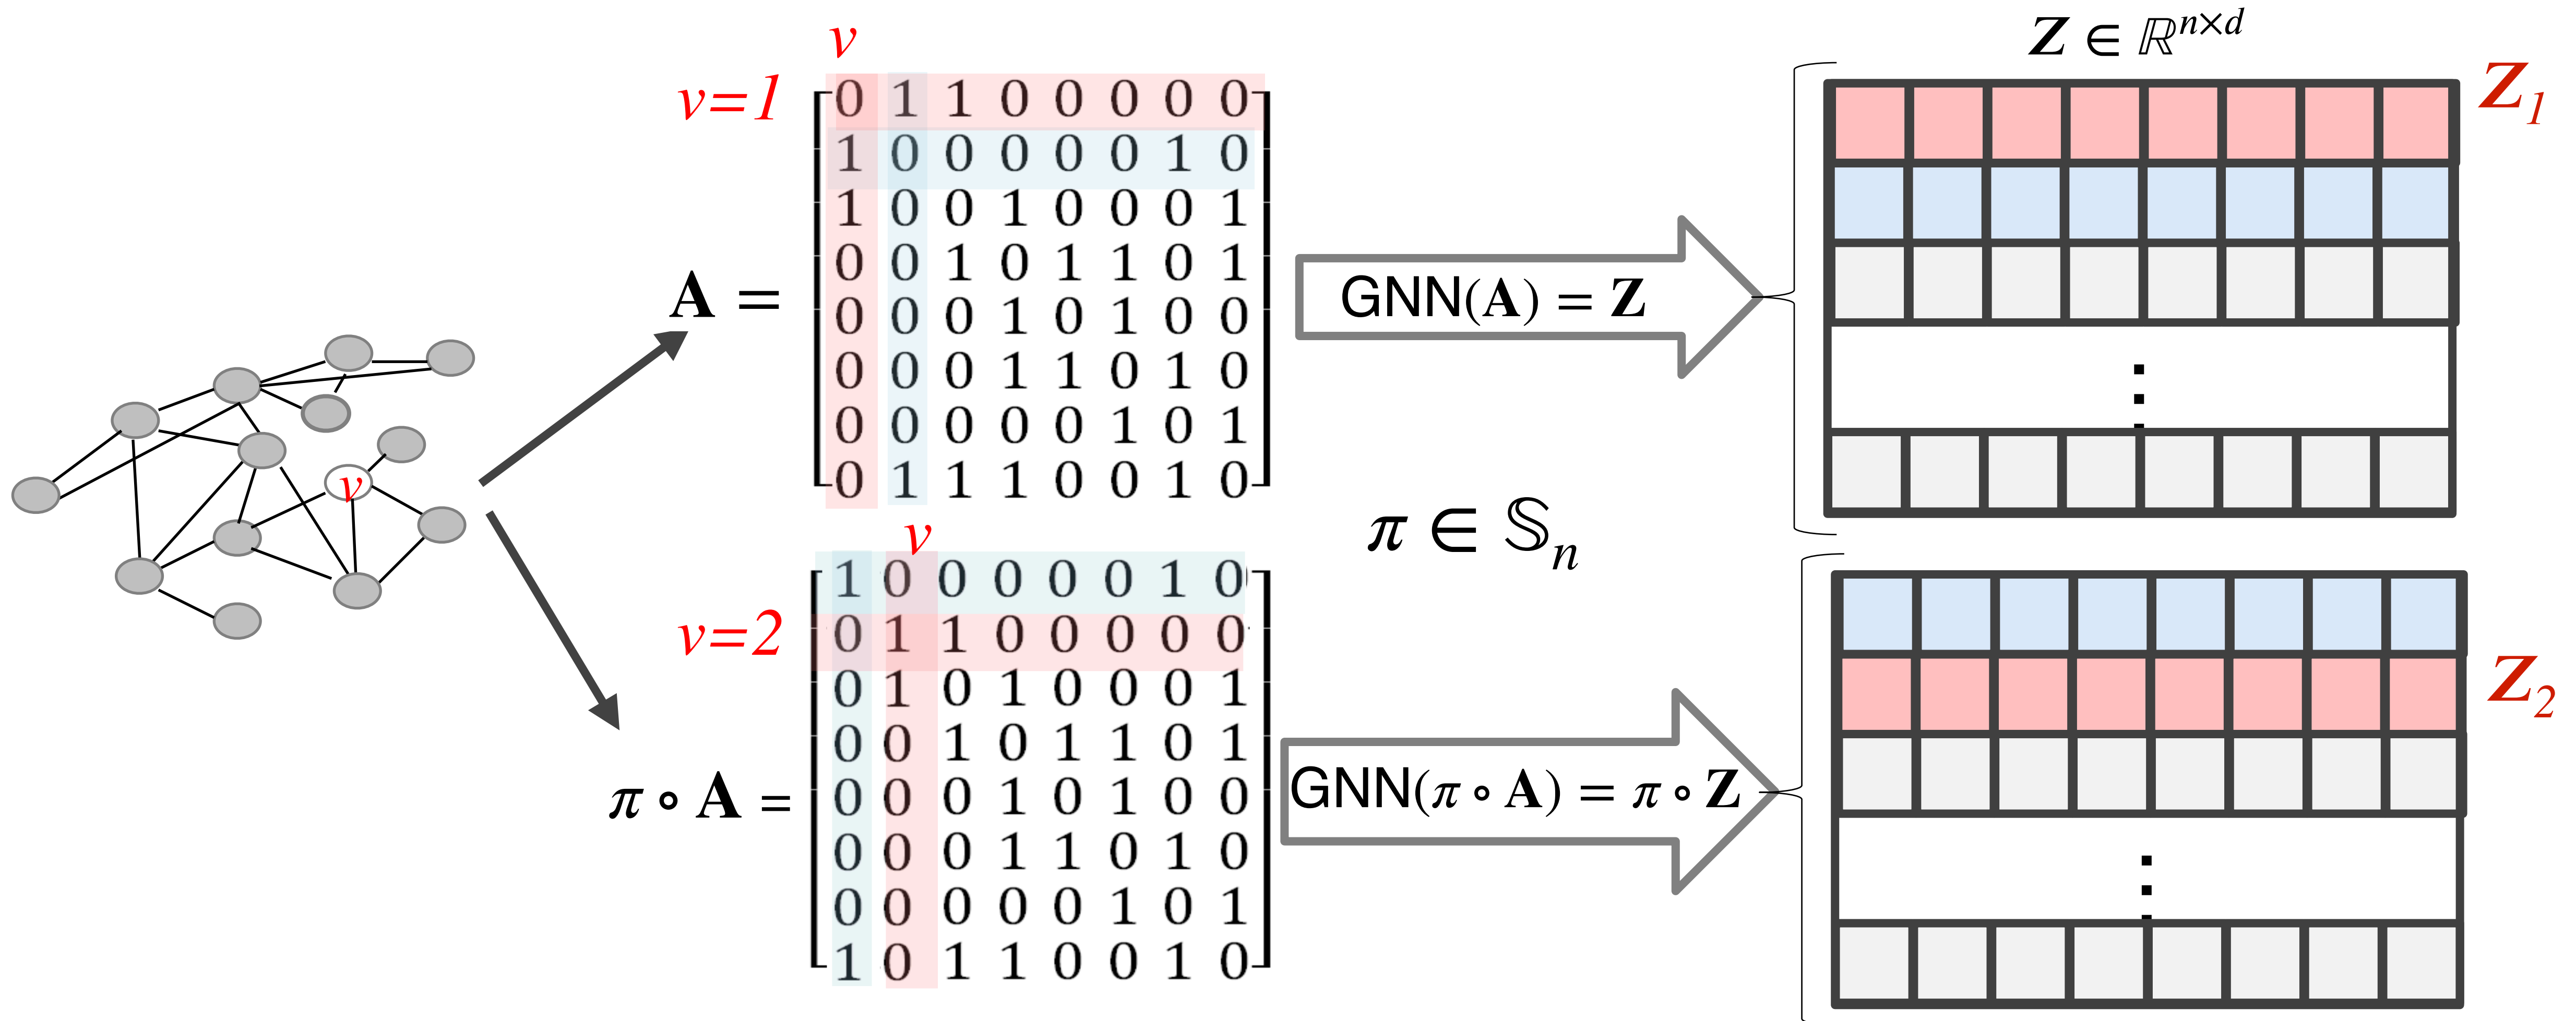 v
v=1
A =
0 1 1 0 0 0 0 0
1 0 0 0 0 0 1 0
1 0 0 1 0 0 0 1
0 0 1 0 1 1 0 1
0 0 0 1 0 1 0 0
0 0 0 1 1 0 1 0
0 0 0 0 0 1 0 1
0 1 1 1 0 0 1 0
GNN(A) = Z
Z ∈ ℝ^{n×d}
Z_1
v
π ∈ 𝕊_n
v
v=2
π ∘ A =
1 0 0 0 0 0 1 0
0 1 1 0 0 0 0 0
0 1 0 1 0 0 0 1
0 0 1 0 1 1 0 1
0 0 0 1 0 1 0 0
0 0 0 1 1 0 1 0
0 0 0 0 0 1 0 1
1 0 1 1 0 0 1 0
GNN(π ∘ A) = π ∘ Z
Z_2